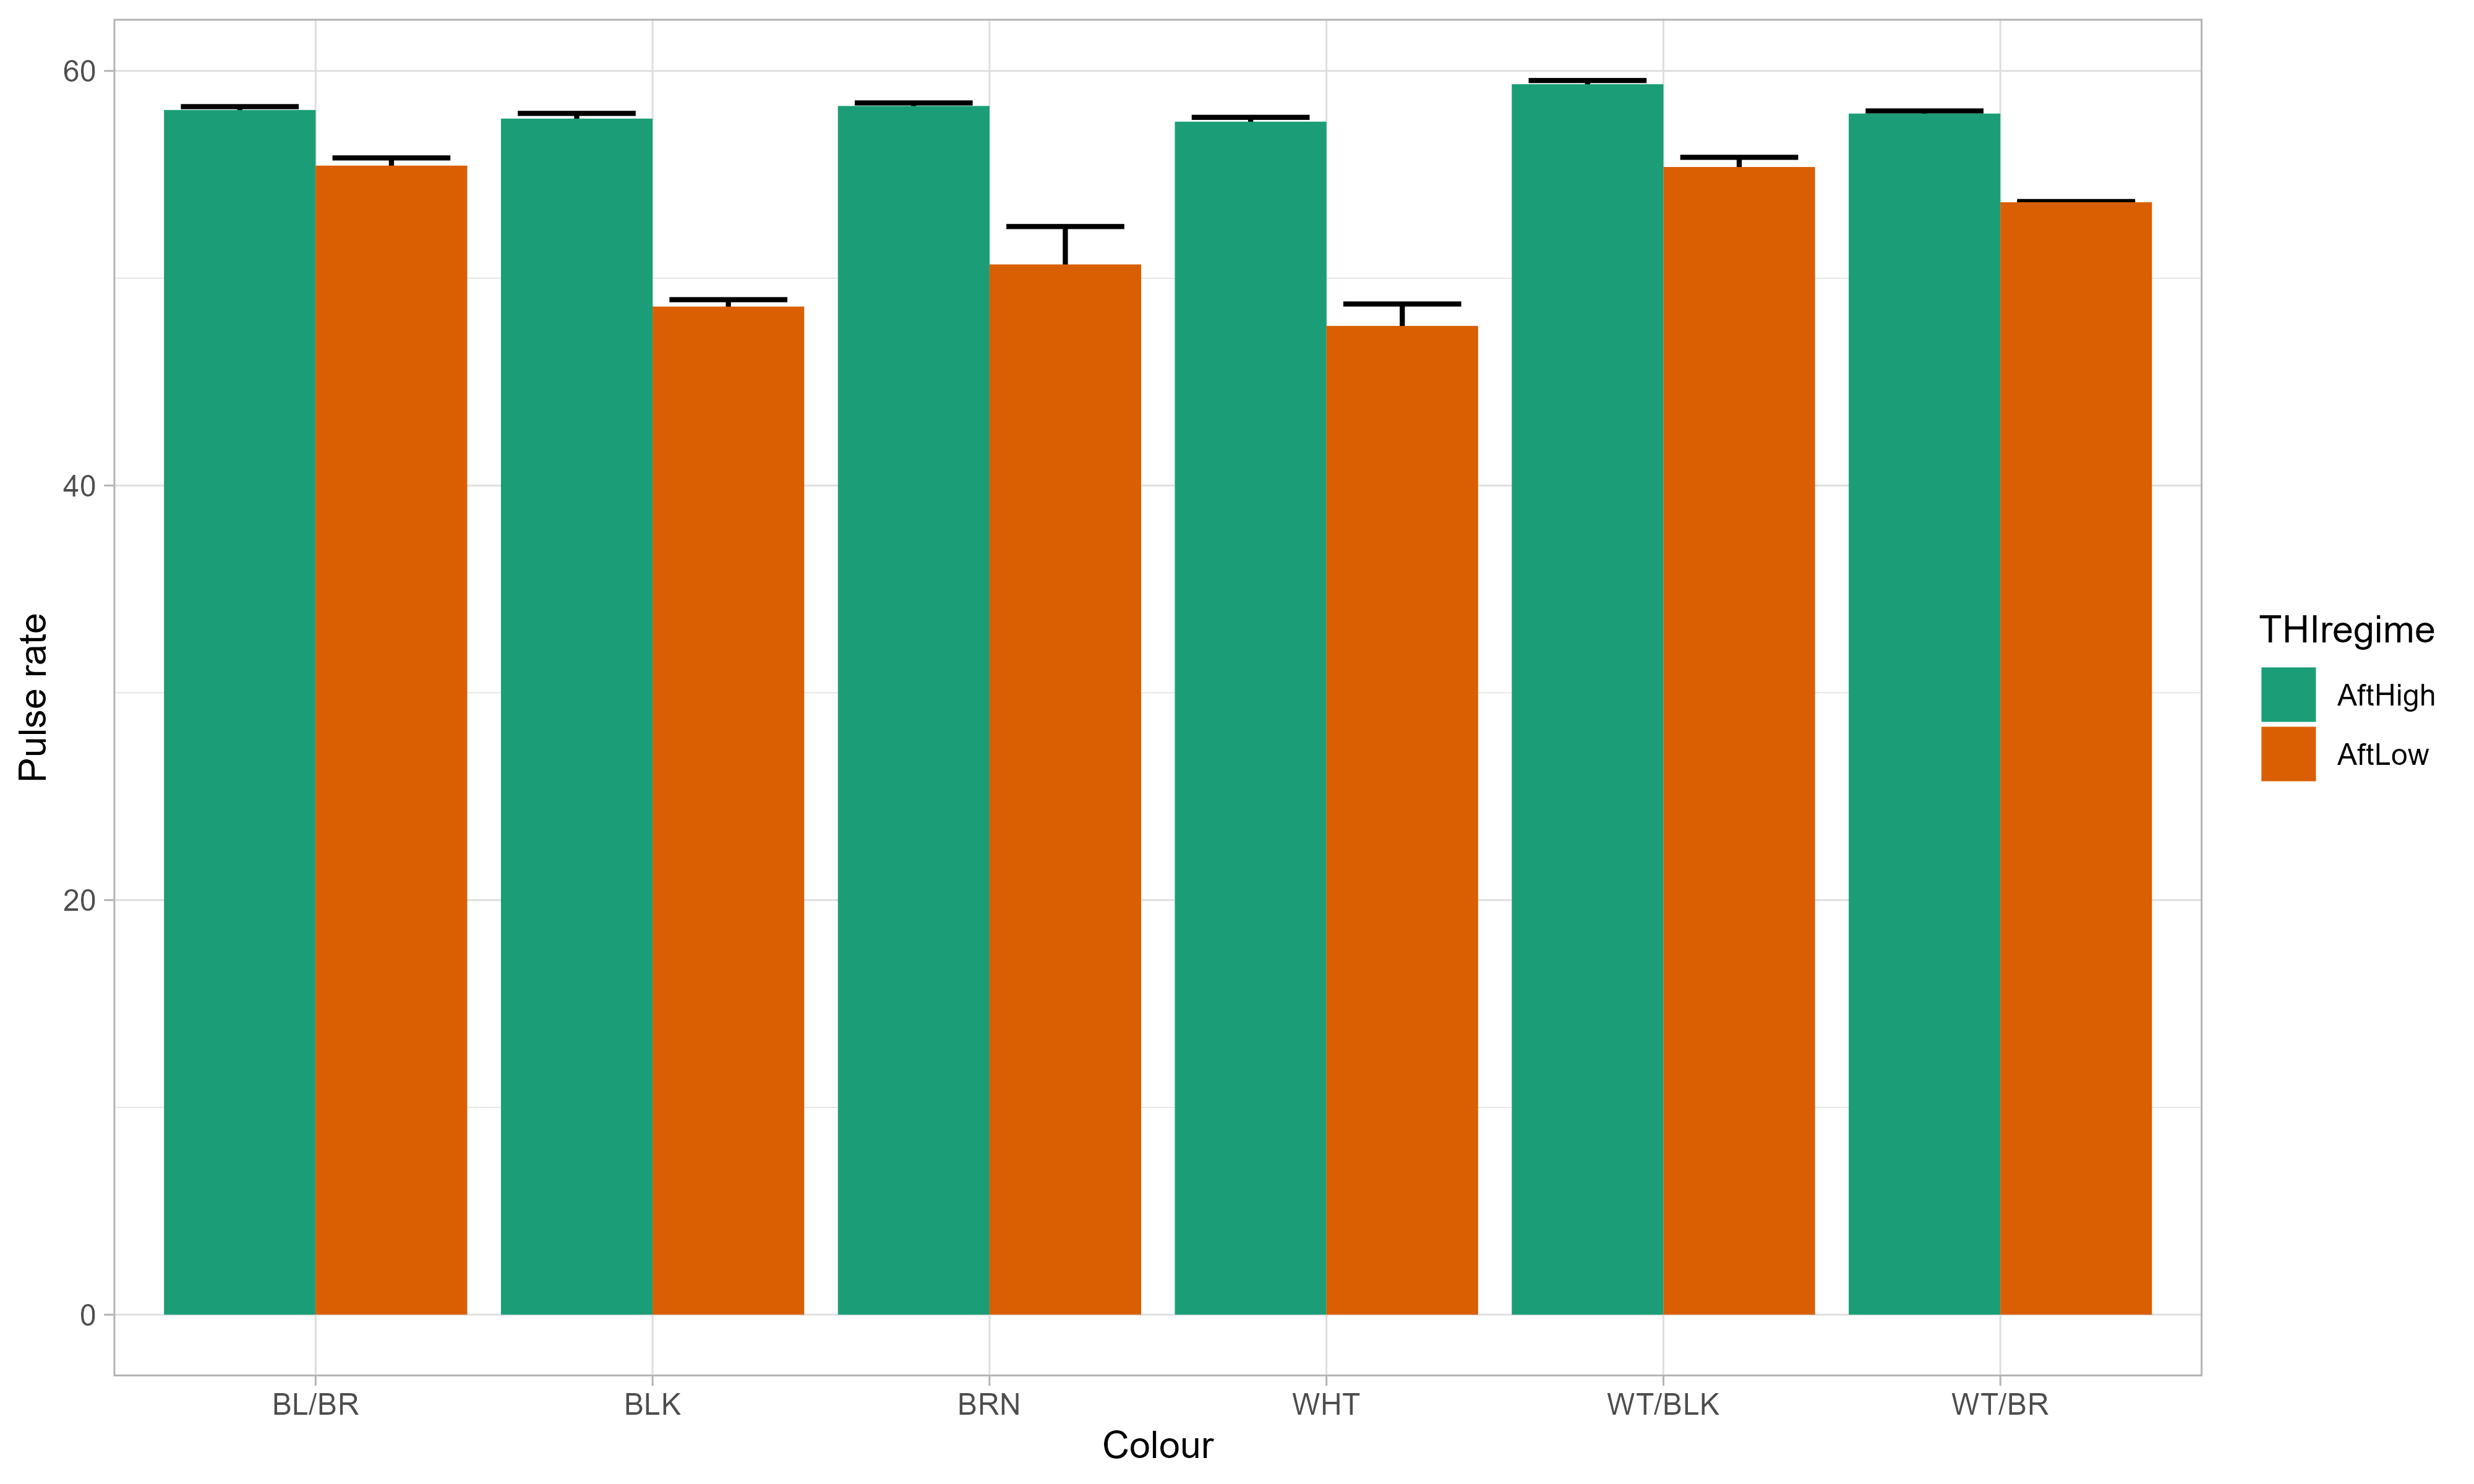 60
40
20
0
Pulse rate
BL/BR BLK BRN WHT WT/BLK WT/BR
Colour
THIregime
AftHigh
AftLow